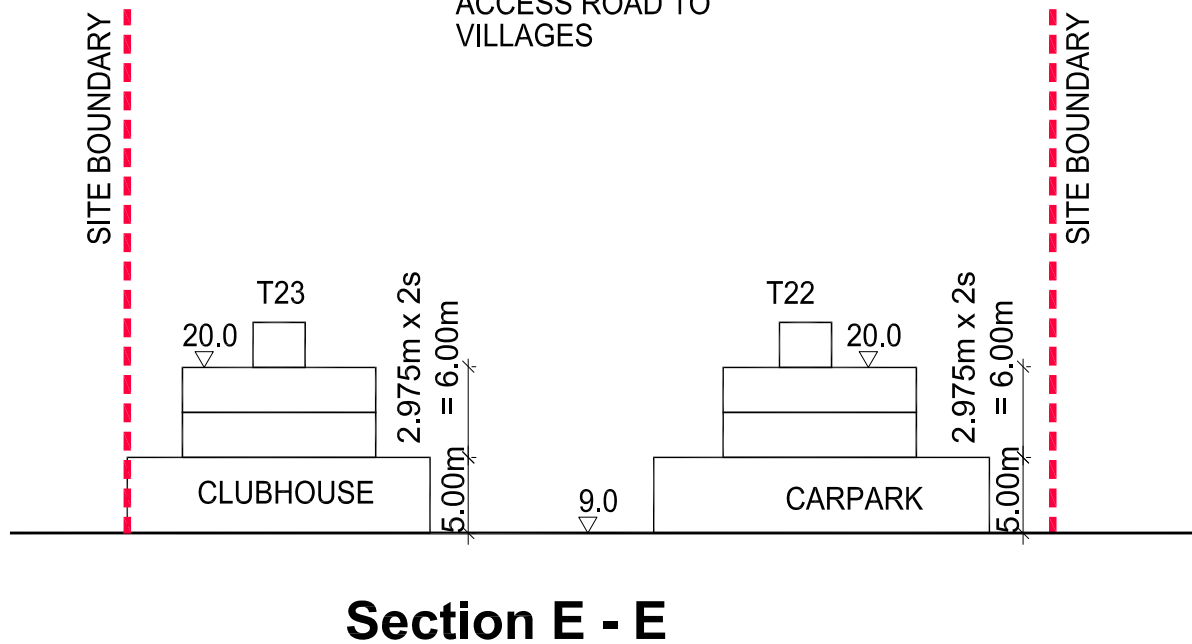 ACCESS ROAD TO
VILLAGES
SITE BOUNDARY
SITE BOUNDARY
T23
20.0
2.975m x 2s
= 6.00m
5.00m
CLUBHOUSE
9.0
T22
20.0
2.975m x 2s
= 6.00m
5.00m
CARPARK
Section E - E